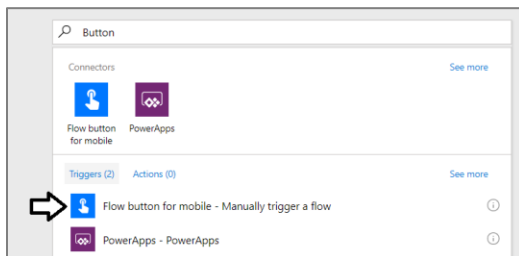 Button
Connectors See more
Flow button for mobile PowerApps
Triggers (2) Actions (0) See more
Flow button for mobile - Manually trigger a flow
PowerApps - PowerApps